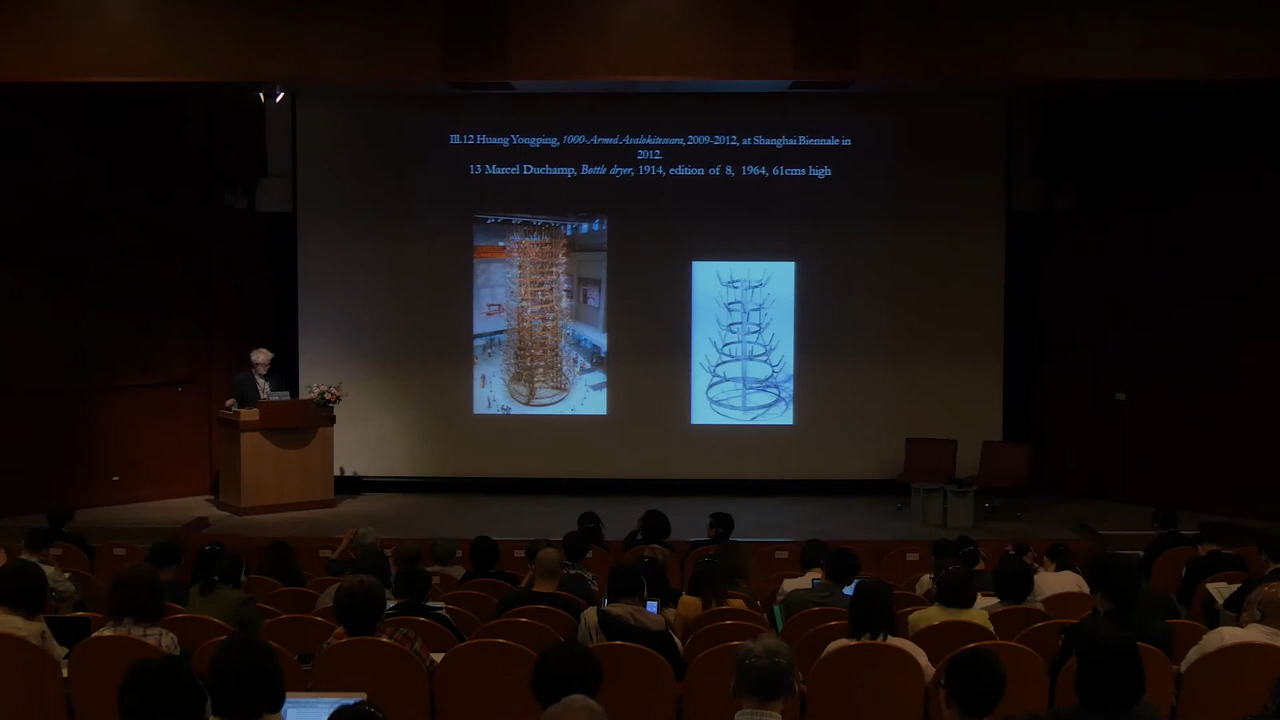 Ill.12 Huang Yongping, 1000-Armed Avalokitesvara, 2009-2012, at Shanghai Biennale in
2012.
13 Marcel Duchamp, Bottle dryer, 1914, edition of 8, 1964, 61cms high